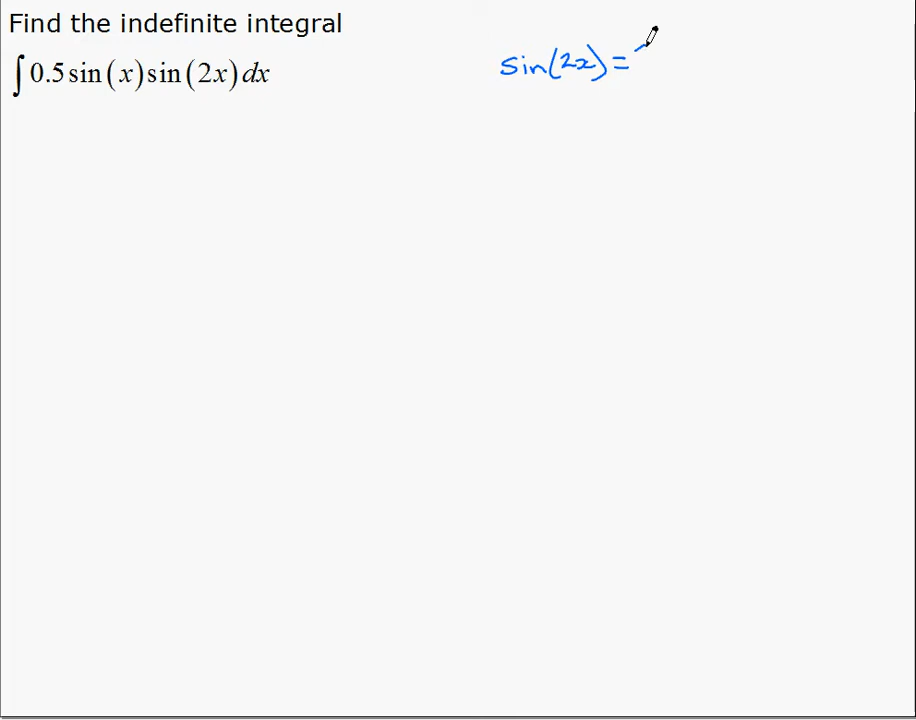 Find the indefinite integral
∫0.5 sin(x) sin(2x) dx
sin(2x) =